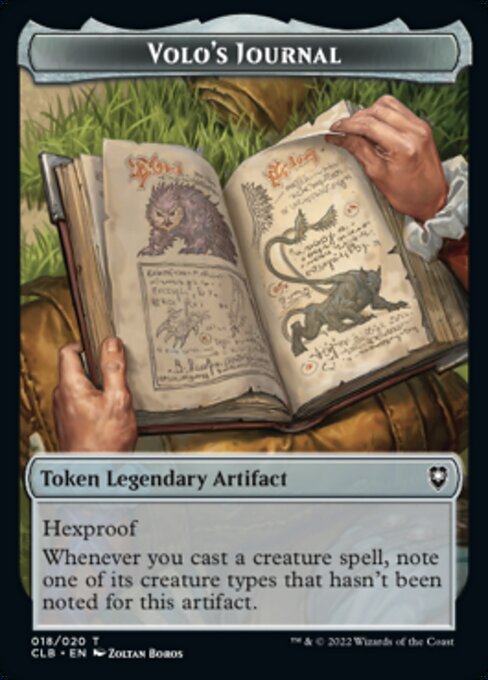 VOLO'S JOURNAL
Token Legendary Artifact
Hexproof
Whenever you cast a creature spell, note
one of its creature types that hasn't been
noted for this artifact.
018/020 T
CLB • EN ZOLTAN BOROS
™ & © 2022 Wizards of the Coast